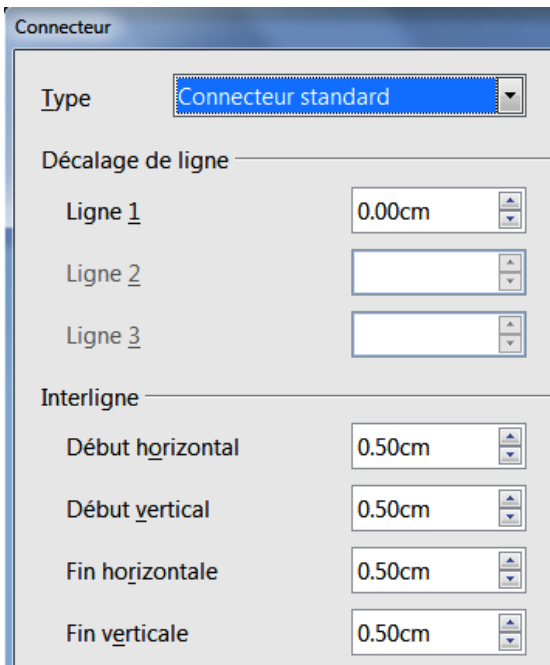 Connecteur
Type Connecteur standard
Décalage de ligne
Ligne 1 0.00cm
Ligne 2
Ligne 3
Interligne
Début horizontal 0.50cm
Début vertical 0.50cm
Fin horizontale 0.50cm
Fin verticale 0.50cm